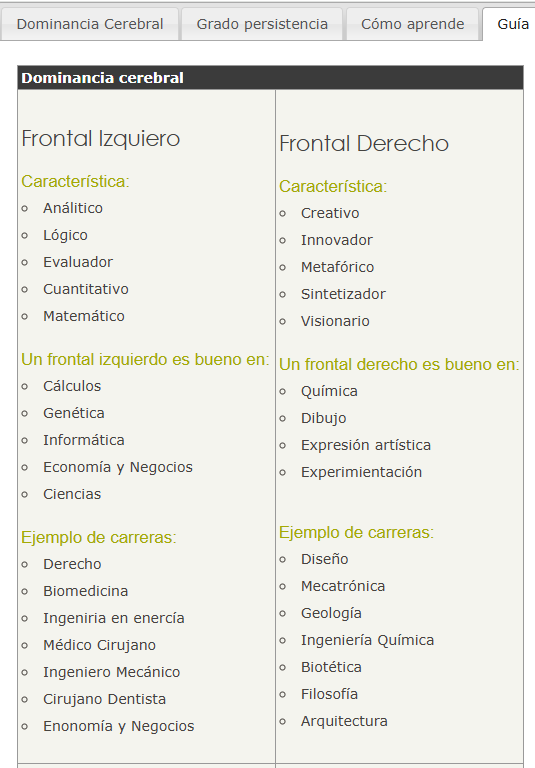 Dominancia Cerebral
Grado persistencia
Cómo aprende
Guía
Dominancia cerebral
Frontal Izquiero
Característica:
Análitico
Lógico
Evaluador
Cuantitativo
Matemático
Un frontal izquierdo es bueno en:
Cálculos
Genética
Informática
Economía y Negocios
Ciencias
Ejemplo de carreras:
Derecho
Biomedicina
Ingeniria en enercía
Médico Cirujano
Ingeniero Mecánico
Cirujano Dentista
Enonomía y Negocios
Frontal Derecho
Característica:
Creativo
Innovador
Metafórico
Sintetizador
Visionario
Un frontal derecho es bueno en:
Química
Dibujo
Expresión artística
Experimientación
Ejemplo de carreras:
Diseño
Mecatrónica
Geología
Ingeniería Química
Biotética
Filosofía
Arquitectura